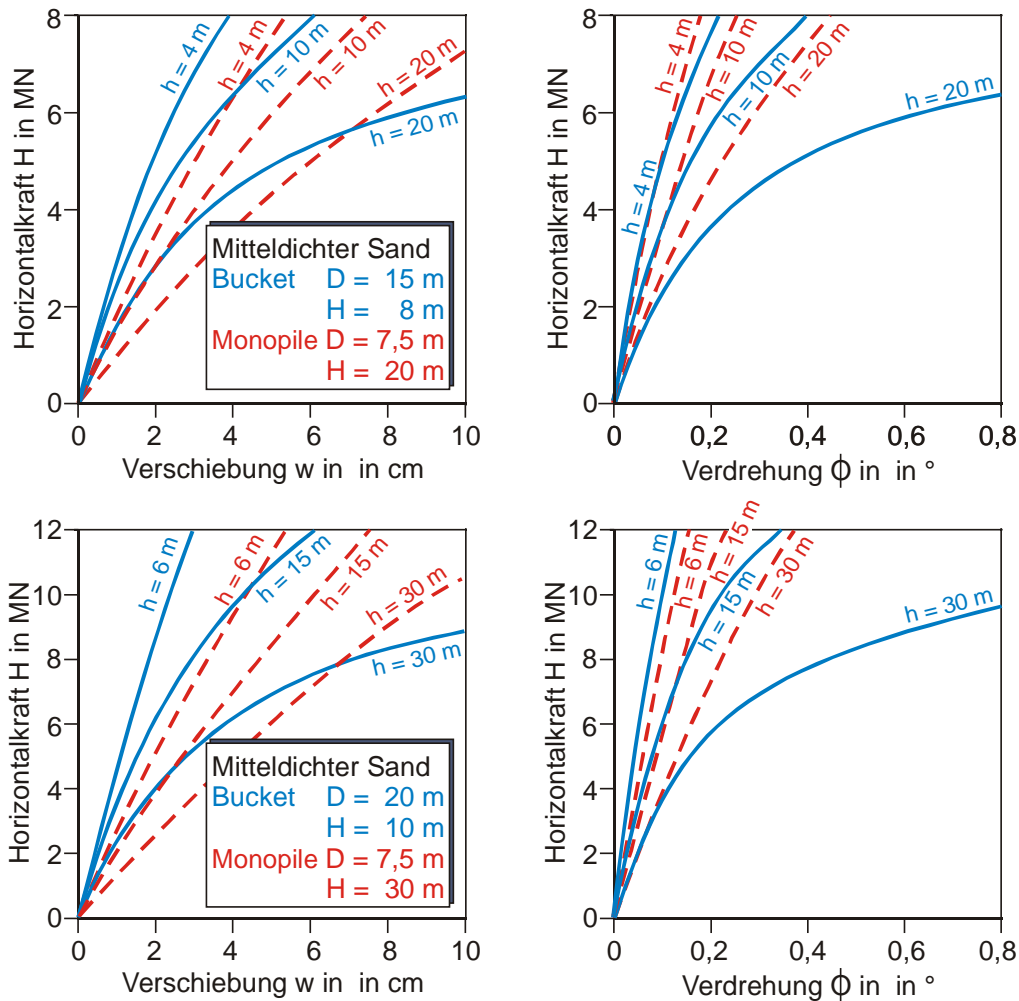 Horizontalkraft H in MN
8
6
4
2
0
h = 4 m
h = 4 m
h = 10 m
h = 10 m
h = 20 m
h = 20 m
Mitteldichter Sand
Bucket D = 15 m
H = 8 m
Monopile D = 7,5 m
H = 20 m
0 2 4 6 8 10
Verschiebung w in in cm
Horizontalkraft H in MN
8
6
4
2
0
h = 4 m
h = 4 m
h = 10 m
h = 10 m
h = 20 m
h = 20 m
0 0,2 0,4 0,6 0,8
Verdrehung ϕ in in °
Horizontalkraft H in MN
12
10
8
6
4
2
0
h = 6 m
h = 6 m
h = 15 m
h = 15 m
h = 30 m
h = 30 m
Mitteldichter Sand
Bucket D = 20 m
H = 10 m
Monopile D = 7,5 m
H = 30 m
0 2 4 6 8 10
Verschiebung w in in cm
Horizontalkraft H in MN
12
10
8
6
4
2
0
h = 6 m
h = 6 m
h = 15 m
h = 15 m
h = 30 m
h = 30 m
0 0,2 0,4 0,6 0,8
Verdrehung ϕ in in °